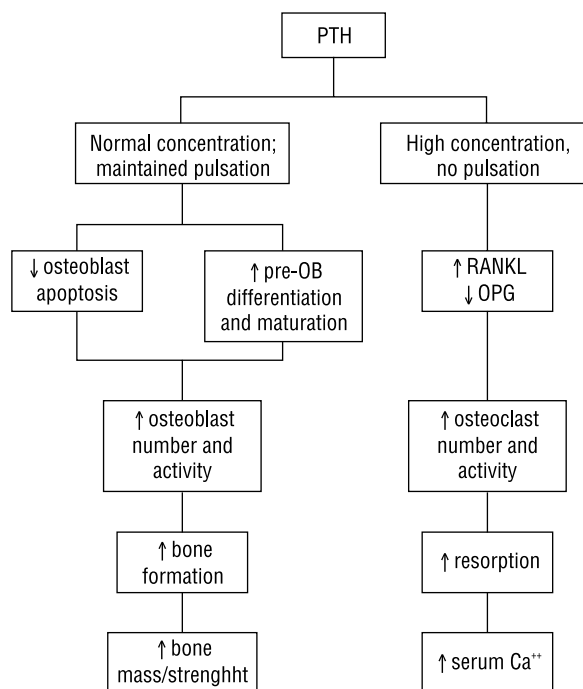 PTH
Normal concentration;
maintained pulsation
High concentration,
no pulsation
↓ osteoblast
apoptosis
↑ pre-OB
differentiation
and maturation
↑ RANKL
↓ OPG
↑ osteoblast
number and
activity
↑ osteoclast
number and
activity
↑ bone
formation
↑ resorption
↑ bone
mass/strenghht
↑ serum Ca⁺⁺